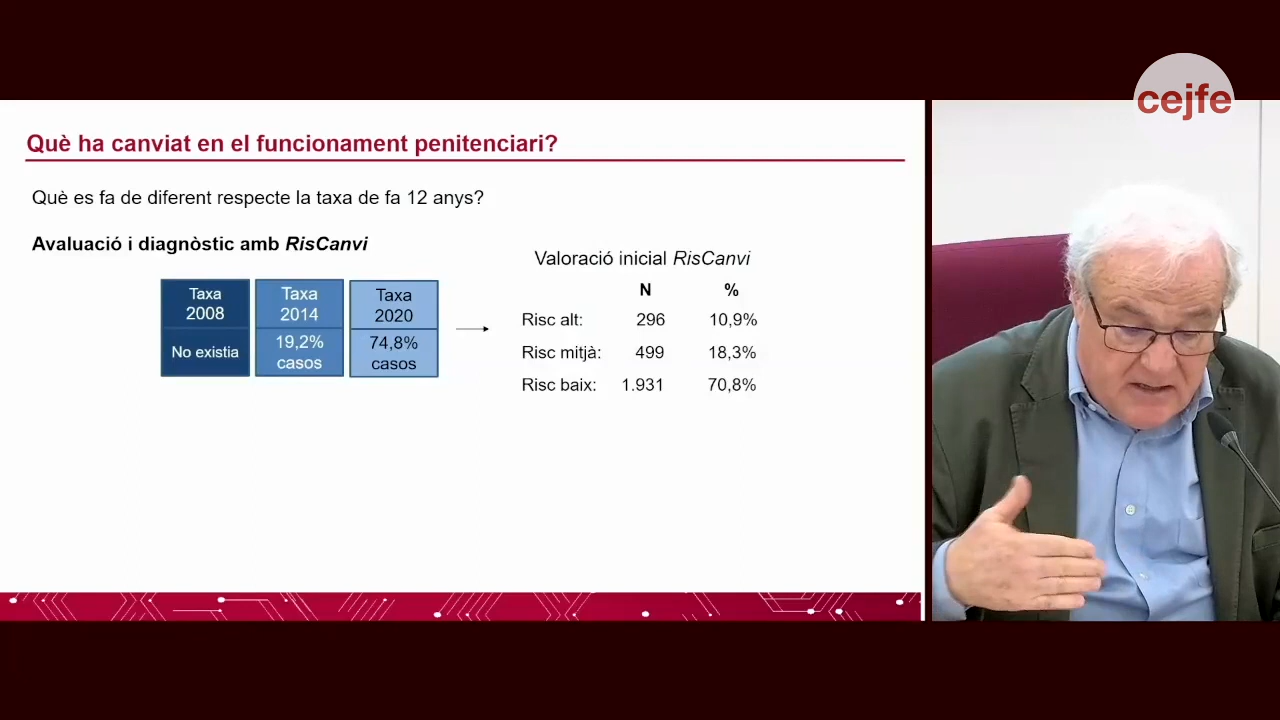 cejfe
Què ha canviat en el funcionament penitenciari?
Què es fa de diferent respecte la taxa de fa 12 anys?
Avaluació i diagnòstic amb RisCanvi
Taxa 2008
No existia
Taxa 2014
19,2% casos
Taxa 2020
74,8% casos
Valoració inicial RisCanvi
N %
Risc alt: 296 10,9%
Risc mitjà: 499 18,3%
Risc baix: 1.931 70,8%